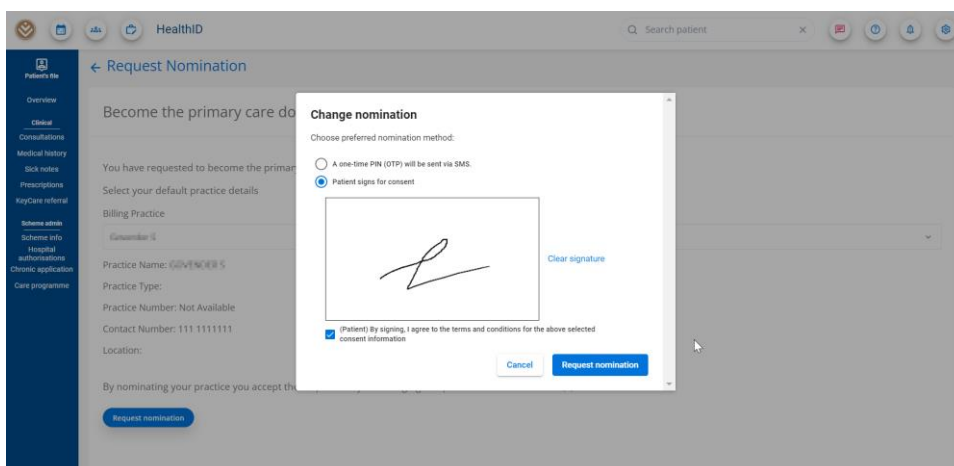 HealthID
Search patient
Patient's file
← Request Nomination
Overview
Clinical
Consultations
Medical history
Sick notes
Prescriptions
KeyCare referral
Scheme admin
Scheme info
Hospital
authorisations
Chronic application
Care programme
Become the primary care do
You have requested to become the primar
Select your default practice details
Billing Practice
Practice Name: GOVENDER S
Practice Type:
Practice Number: Not Available
Contact Number: 111 1111111
Location:
By nominating your practice you accept the
Request nomination
Change nomination
Choose preferred nomination method:
A one-time PIN (OTP) will be sent via SMS.
Patient signs for consent
Clear signature
(Patient) By signing, I agree to the terms and conditions for the above selected
consent information
Cancel
Request nomination